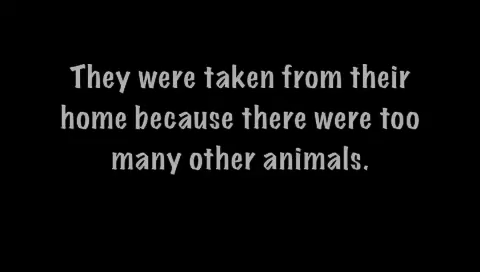 They were taken from their
home because there were too
many other animals.